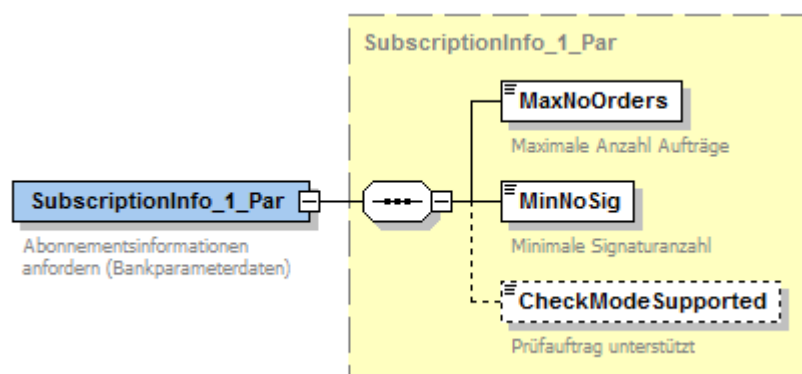 SubscriptionInfo_1_Par
MaxNoOrders
Maximale Anzahl Aufträge
SubscriptionInfo_1_Par
Abonnementsinformationen
anfordern (Bankparameterdaten)
MinNoSig
Minimale Signaturanzahl
CheckModeSupported
Prüfauftrag unterstützt